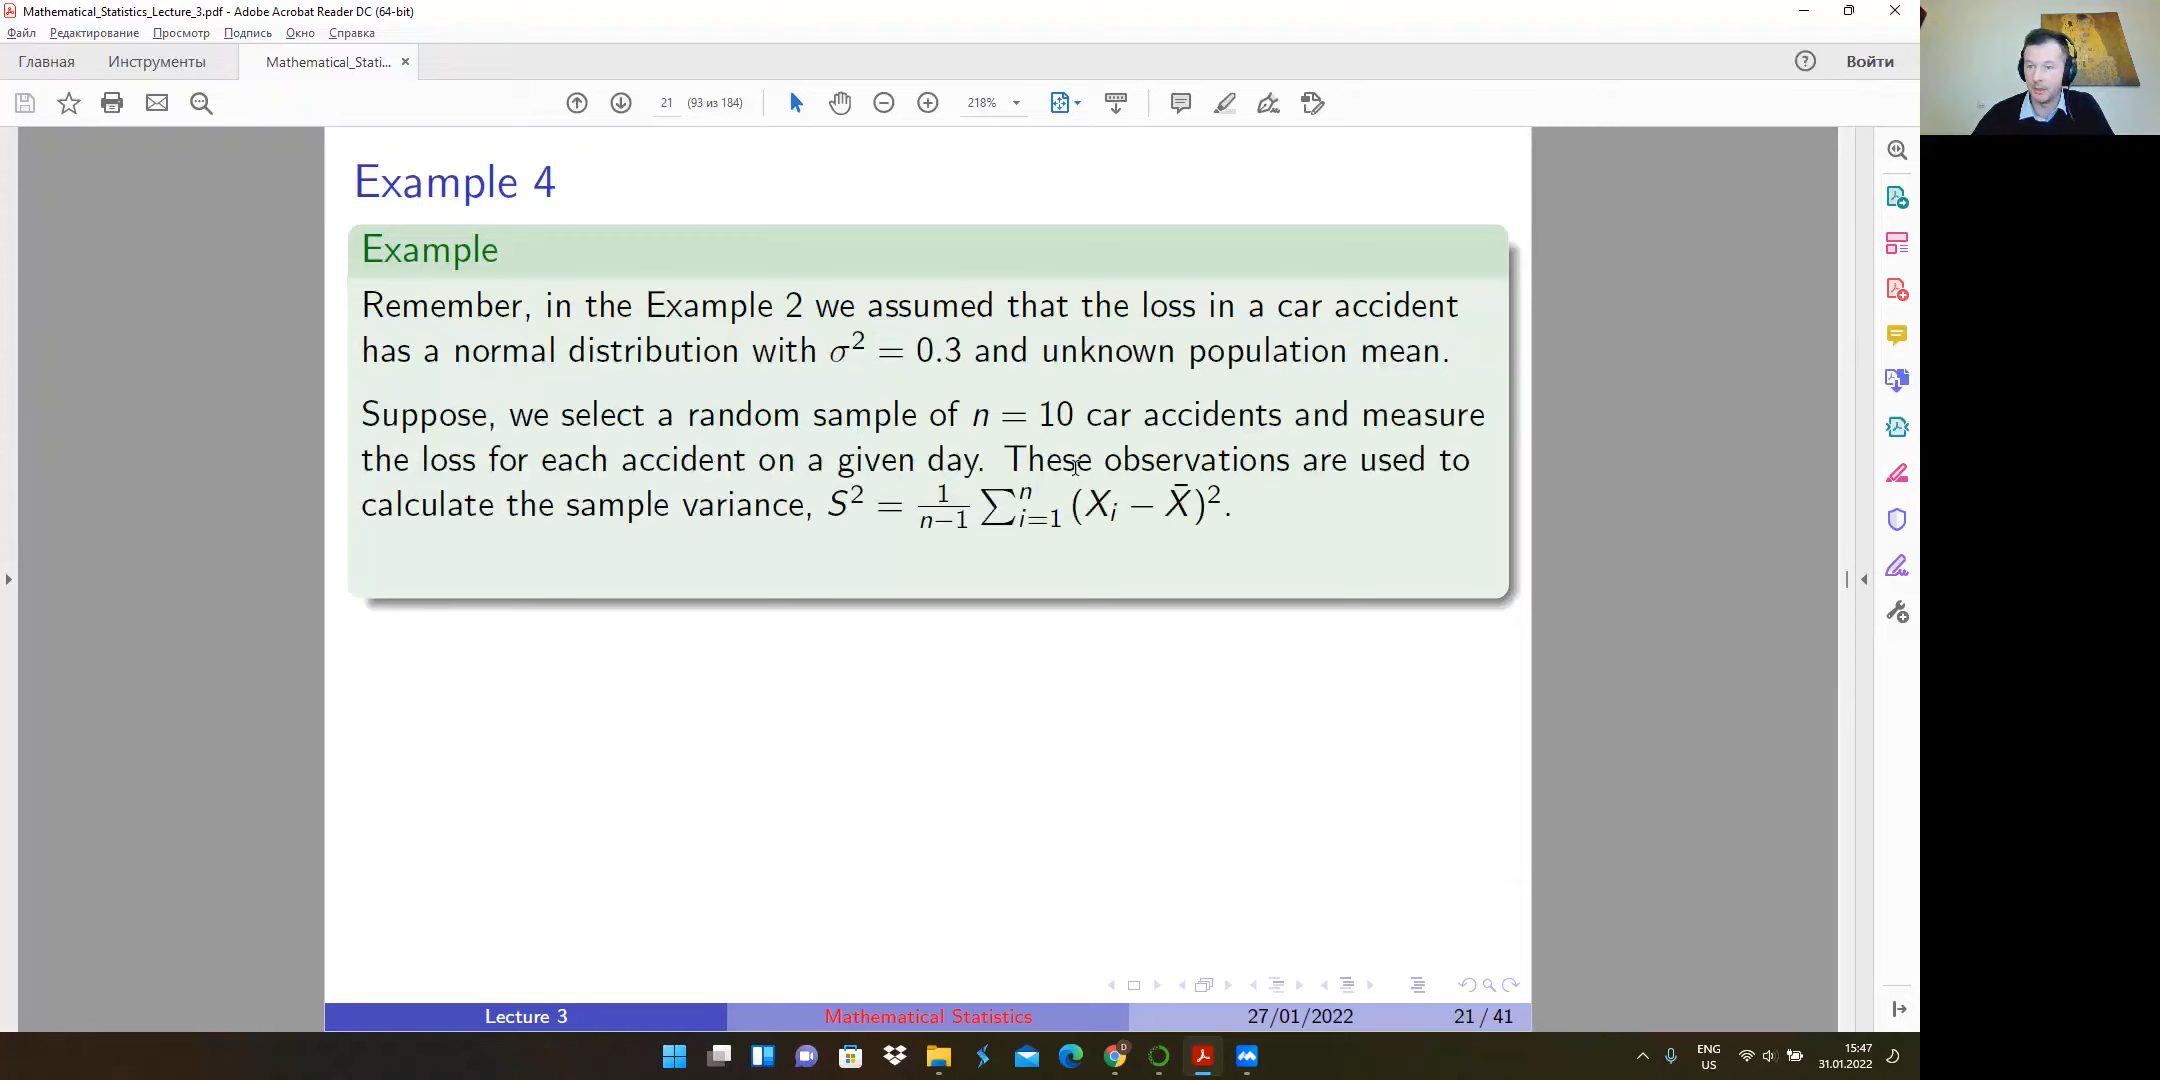 Mathematical_Statistics_Lecture_3.pdf - Adobe Acrobat Reader DC (64-bit)
Файл Редактирование Просмотр Подпись Окно Справка
Главная Инструменты Mathematical_Stati... ×
Войти
21 (93 из 184) 218%
Example 4
Example
Remember, in the Example 2 we assumed that the loss in a car accident
has a normal distribution with σ² = 0.3 and unknown population mean.
Suppose, we select a random sample of n = 10 car accidents and measure
the loss for each accident on a given day. These observations are used to
calculate the sample variance, S² = 1/(n−1) ∑ⁿᵢ₌₁ (Xᵢ − X̄)².
Lecture 3 Mathematical Statistics 27/01/2022 21 / 41
ENG
US
15:47
31.01.2022